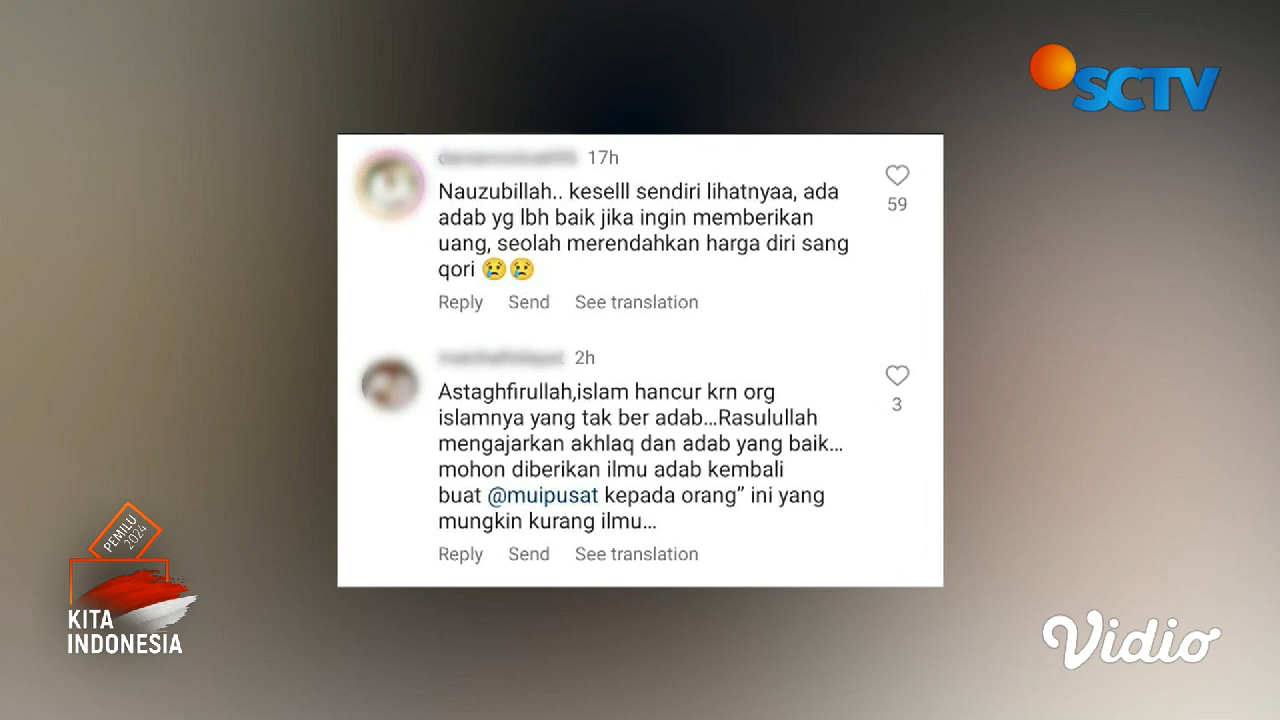 SCTV
17h
Nauzubillah.. keselll sendiri lihatnyaa, ada
adab yg lbh baik jika ingin memberikan
uang, seolah merendahkan harga diri sang
qori 😢😢
59
Reply Send See translation
2h
Astaghfirullah,islam hancur krn org
islamnya yang tak ber adab...Rasulullah
mengajarkan akhlaq dan adab yang baik...
mohon diberikan ilmu adab kembali
buat @muipusat kepada orang” ini yang
mungkin kurang ilmu...
3
Reply Send See translation
PEMILU
2024
KITA
INDONESIA
Vidio